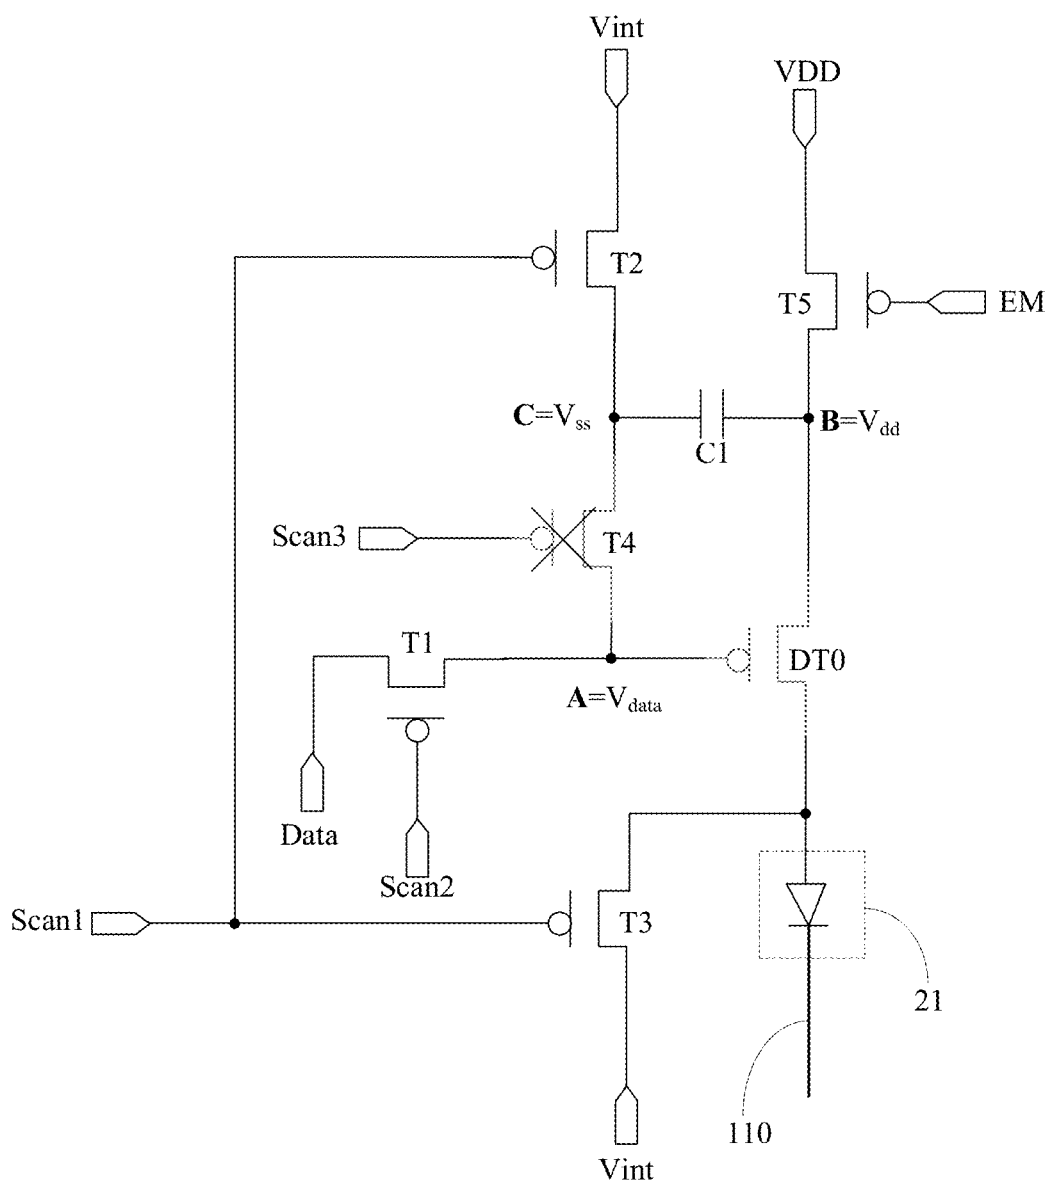 Vint
VDD
T2
T5
EM
C=Vss
B=Vdd
C1
Scan3
T4
T1
DT0
A=Vdata
Data
Scan2
Scan1
T3
21
110
Vint